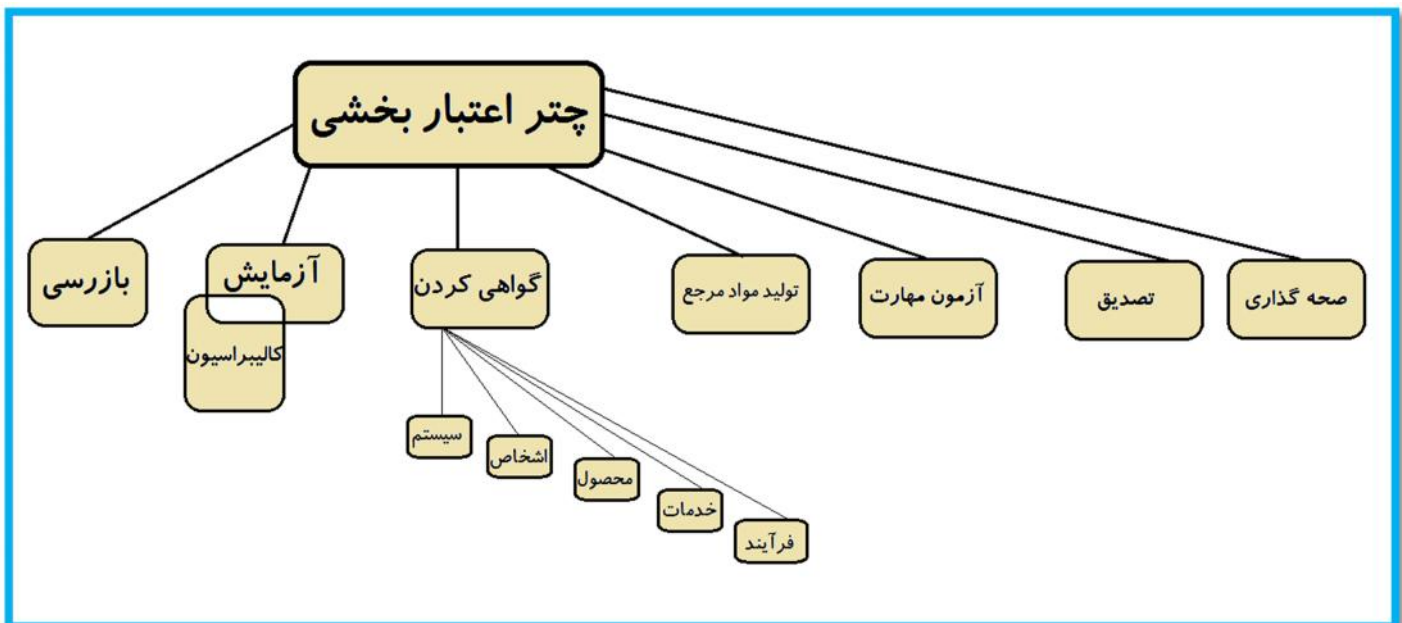 چتر اعتبار بخشی
صحه گذاری
تصدیق
آزمون مهارت
تولید مواد مرجع
گواهی کردن
آزمایش
کالیبراسیون
بازرسی
سیستم
اشخاص
محصول
خدمات
فرآیند